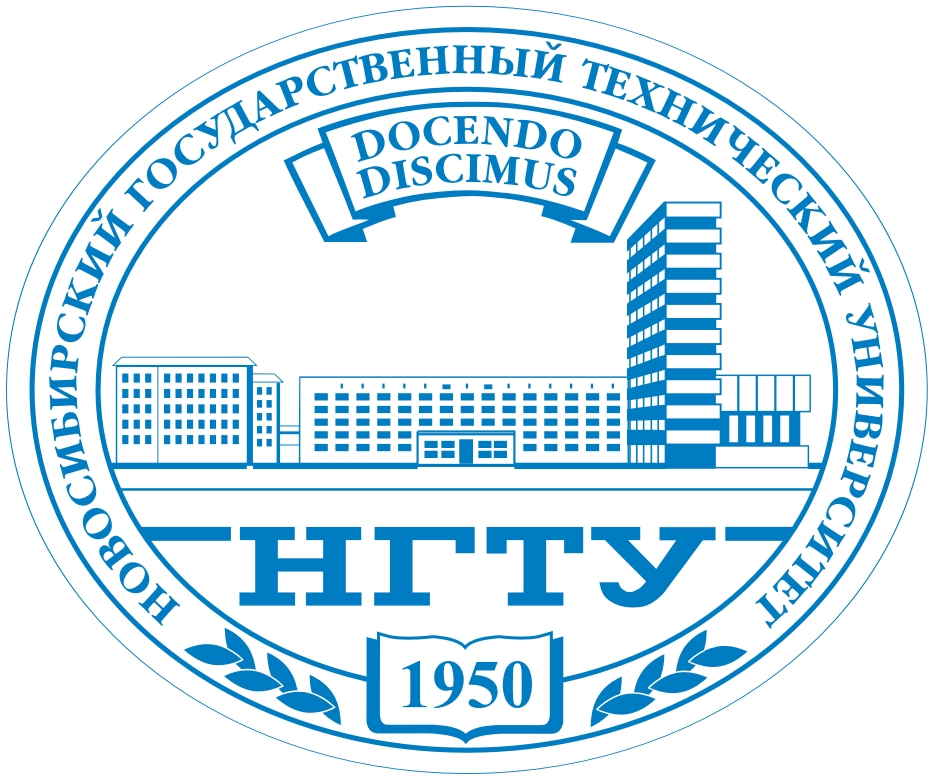 НОВОСИБИРСКИЙ ГОСУДАРСТВЕННЫЙ ТЕХНИЧЕСКИЙ УНИВЕРСИТЕТ
DOCENDO
DISCIMUS
НГТУ
1950